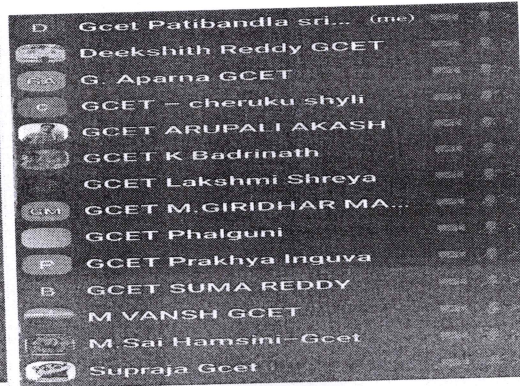 D Gcet Patibandla sri... (me)
Deekshith Reddy GCET
GA G. Aparna GCET
C GCET - cheruku shyli
GCET ARUPALI AKASH
GCET K Badrinath
GCET Lakshmi Shreya
GM GCET M.GIRIDHAR MA...
GCET Phalguni
P GCET Prakhya Inguva
B GCET SUMA REDDY
M VANSH GCET
M.Sai Hamsini-Gcet
Supraja Gcet